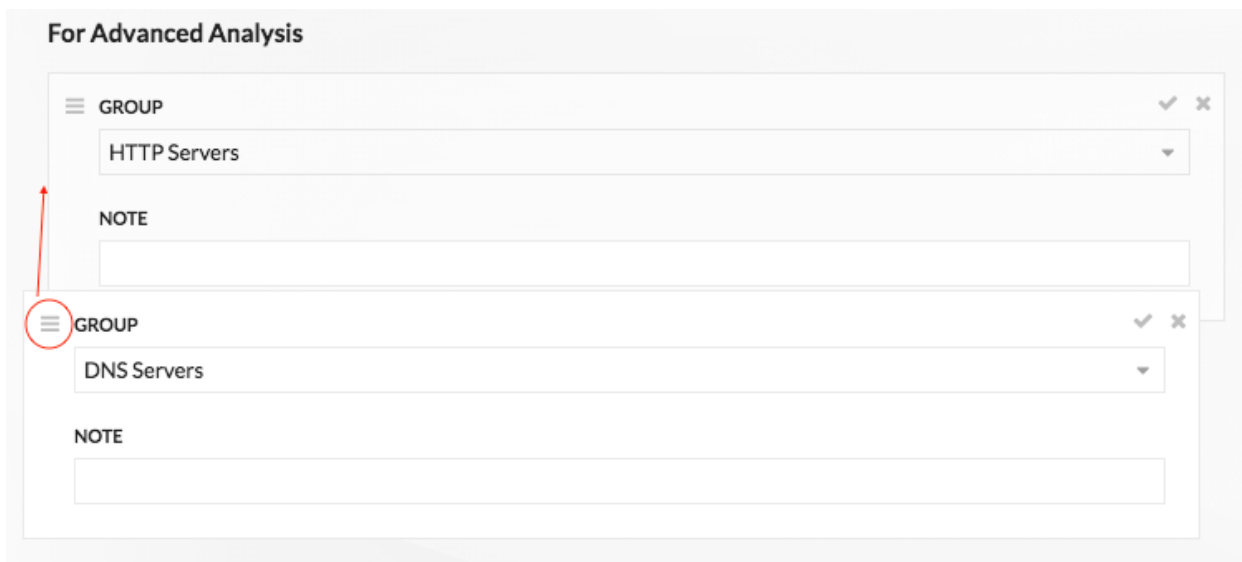 For Advanced Analysis
GROUP
HTTP Servers
NOTE
GROUP
DNS Servers
NOTE